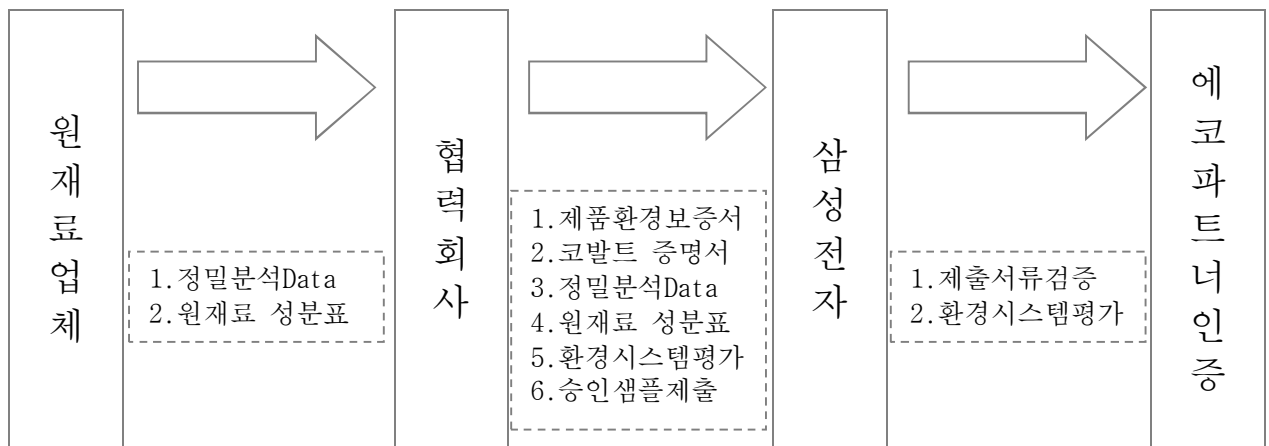 원재료업체
1.정밀분석Data
2.원재료 성분표
협력회사
1.제품환경보증서
2.코발트 증명서
3.정밀분석Data
4.원재료 성분표
5.환경시스템평가
6.승인샘플제출
삼성전자
1.제출서류검증
2.환경시스템평가
에코파트너인증